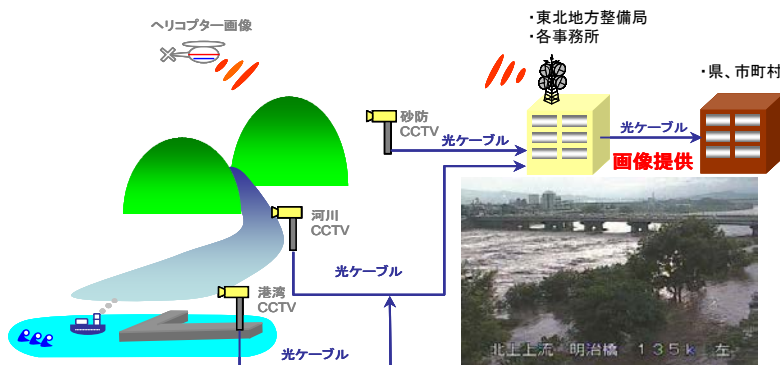 ヘリコプター画像
・東北地方整備局
・各事務所
・県、市町村
砂防
CCTV
光ケーブル
光ケーブル
画像提供
河川
CCTV
光ケーブル
港湾
CCTV
光ケーブル
北上上流 明治橋 135k 左